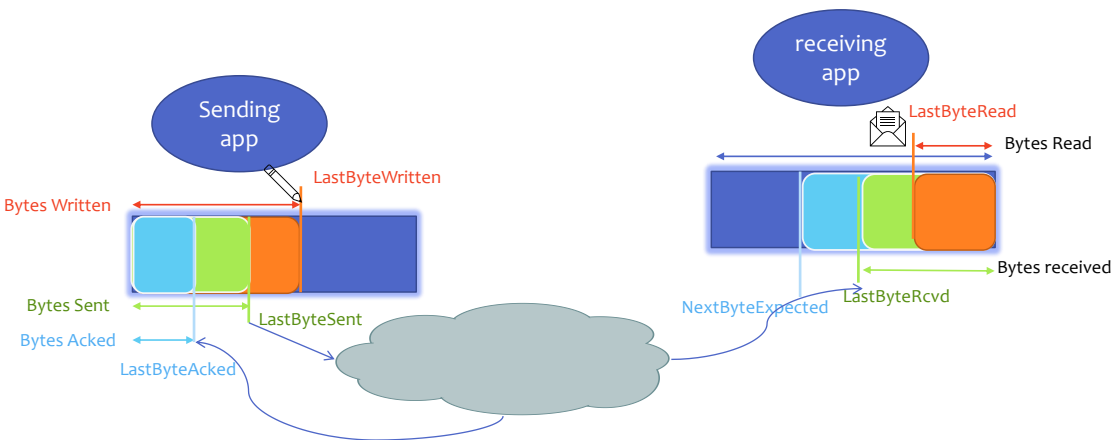 receiving
app
Sending
app
LastByteRead
Bytes Read
LastByteWritten
Bytes Written
Bytes received
LastByteRcvd
NextByteExpected
Bytes Sent
LastByteSent
Bytes Acked
LastByteAcked